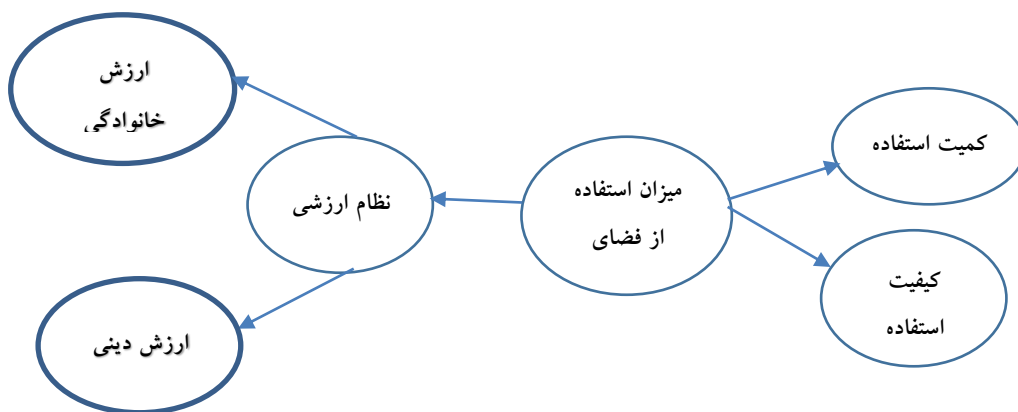 ارزش
خانوادگی
کمیت استفاده
میزان استفاده
از فضای
نظام ارزشی
کیفیت
استفاده
ارزش دینی